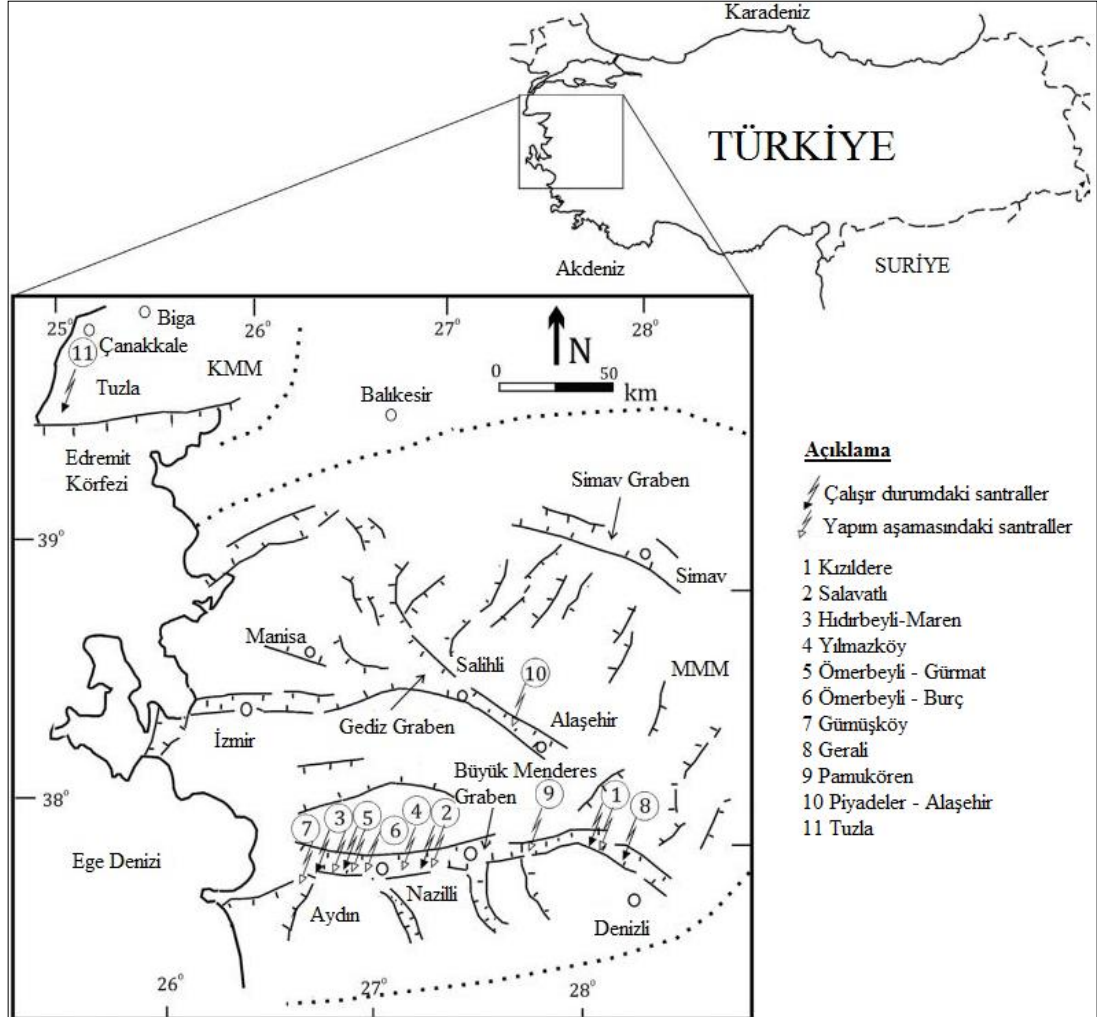 Karadeniz
TÜRKİYE
Akdeniz
SURİYE
25°
Biga
26°
27°
28°
Çanakkale
11
KMM
N
Tuzla
0 50
km
Balıkesir
Edremit
Körfezi
Simav Graben
39°
Simav
Manisa
Salihli
MMM
10
Gediz Graben
Alaşehir
İzmir
Büyük Menderes
Graben
38°
9
1
8
7
3
5
6
4
2
Ege Denizi
Nazilli
Aydın
Denizli
26°
27°
28°
Açıklama
Çalışır durumdaki santraller
Yapım aşamasındaki santraller
1 Kızıldere
2 Salavatlı
3 Hıdırbeyli-Maren
4 Yılmazköy
5 Ömerbeyli - Gürmat
6 Ömerbeyli - Burç
7 Gümüşköy
8 Gerali
9 Pamukören
10 Piyadeler - Alaşehir
11 Tuzla